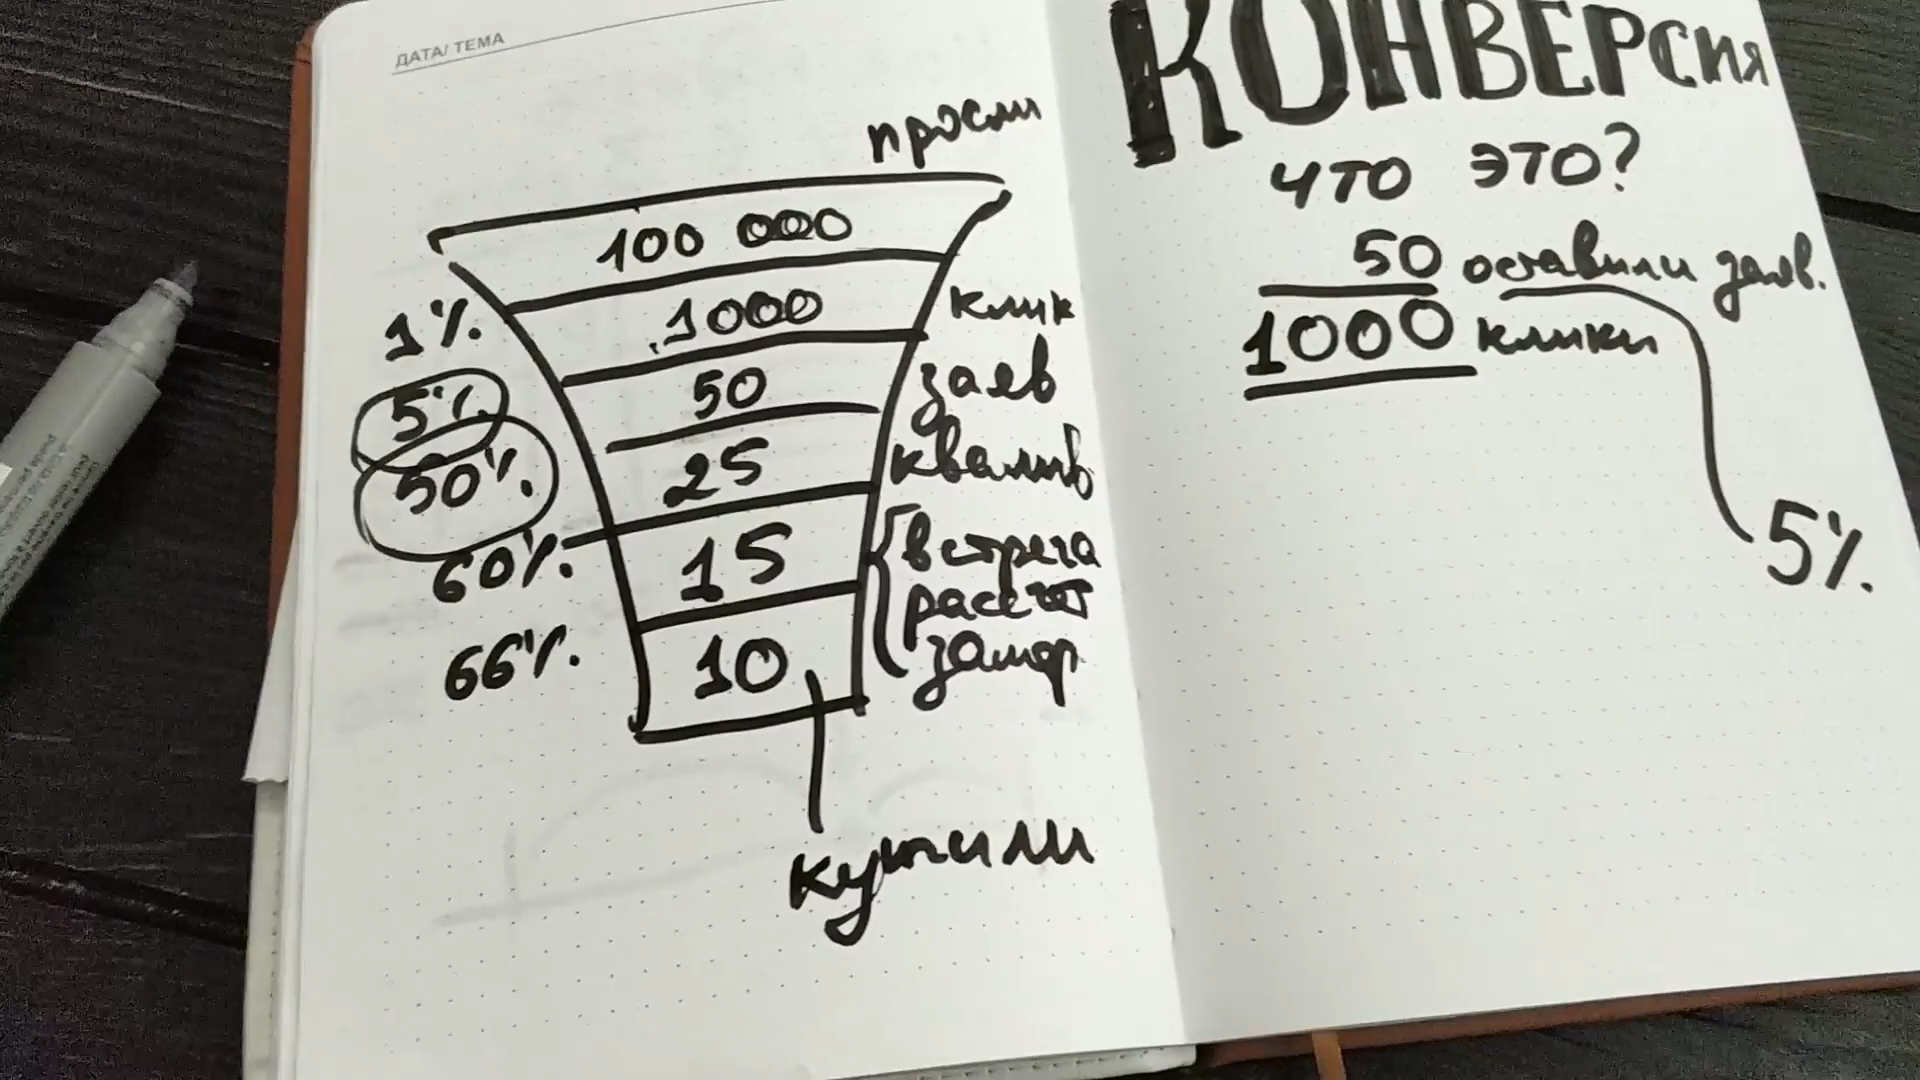 ДАТА/ ТЕМА
просм
100 000
1%.
1000
клик
5%.
50
заяв
50%.
25
квалиф
60%.
15
встреча
рассчет
замер
66%.
10
купили
КОНВЕРсия
что это?
50 оставили заяв.
1000 клики
5%.